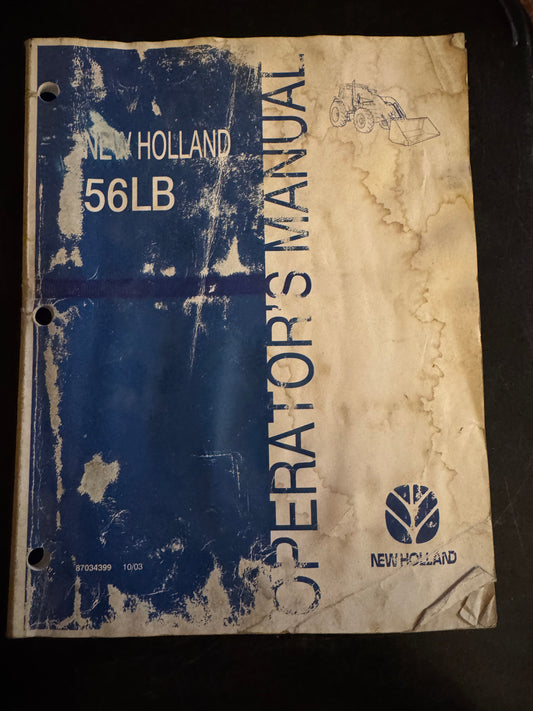 NEW HOLLAND
56LB
OPERATOR'S MANUAL
NEW HOLLAND
87034399 10/03